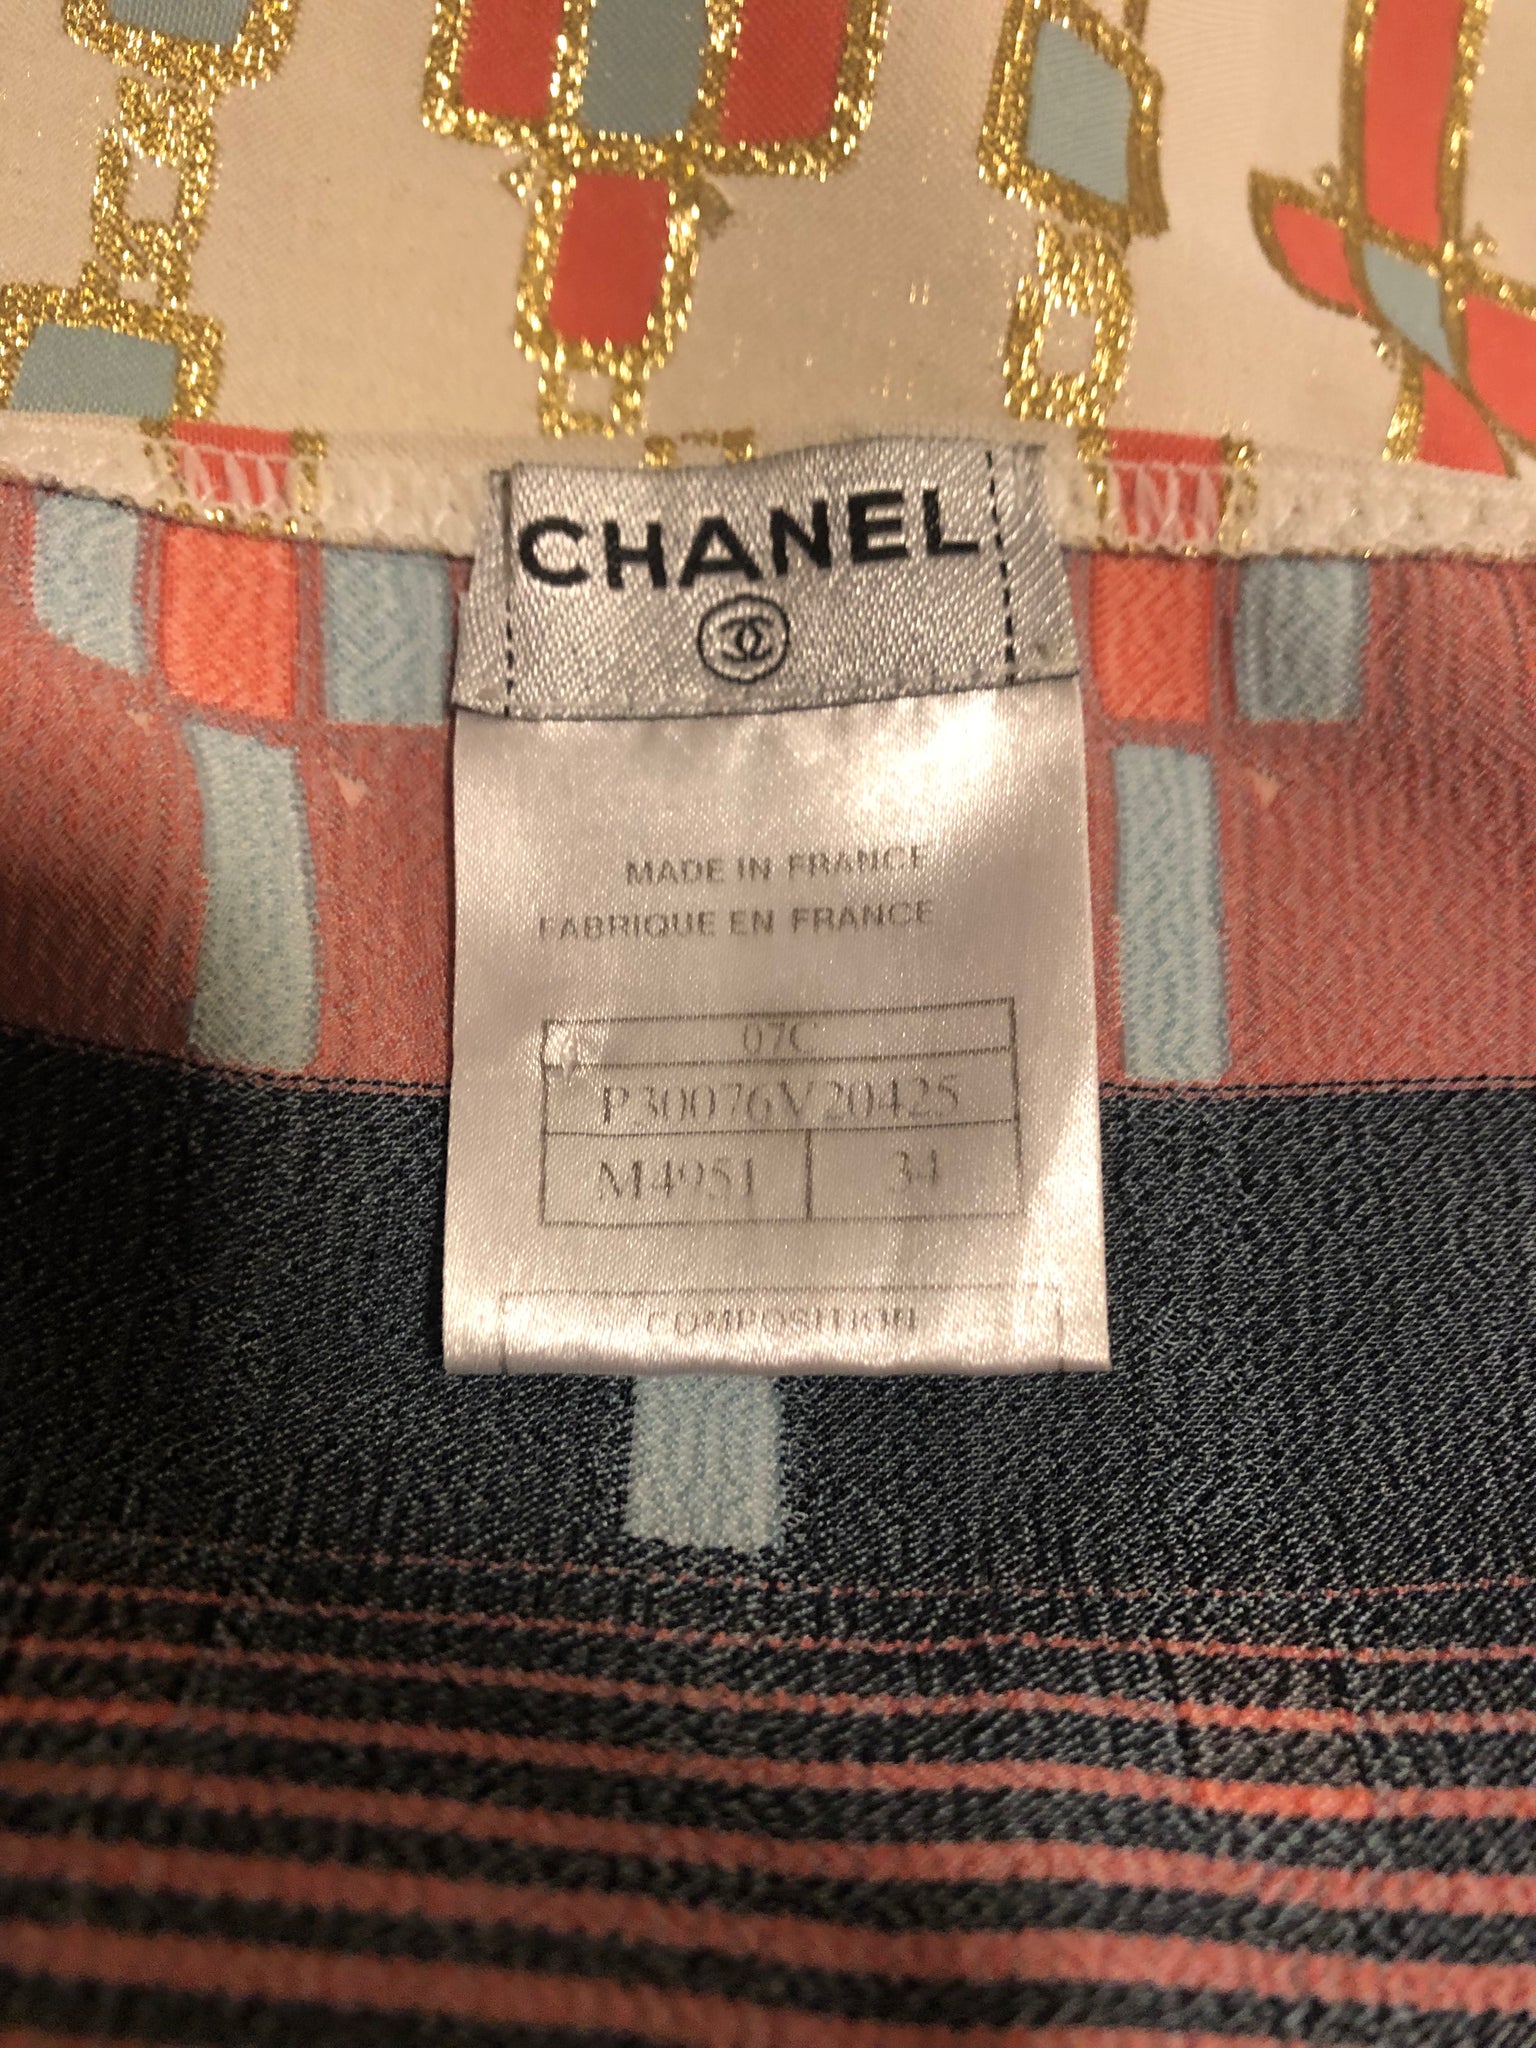 CHANEL
MADE IN FRANCE
FABRIQUE EN FRANCE
07C
P30076V20425
M4951 34
COMPOSITION